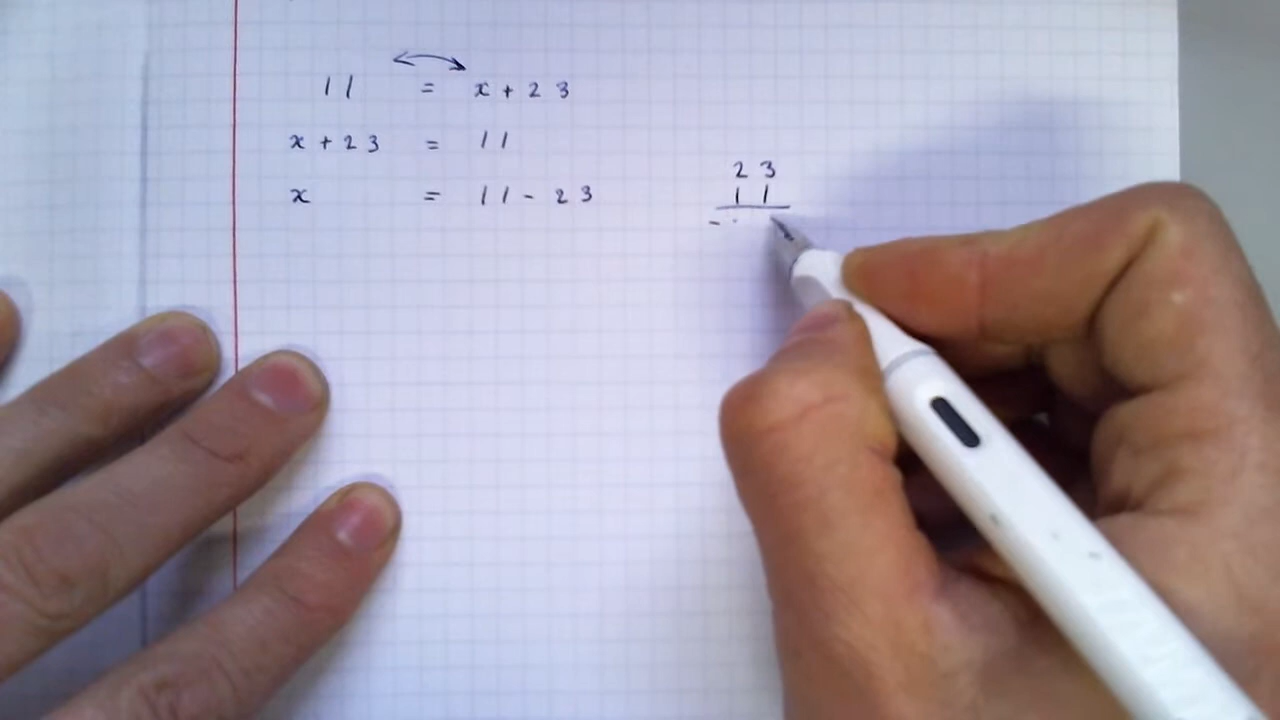 11 = x + 23
x + 23 = 11
x = 11 - 23
23
11
-